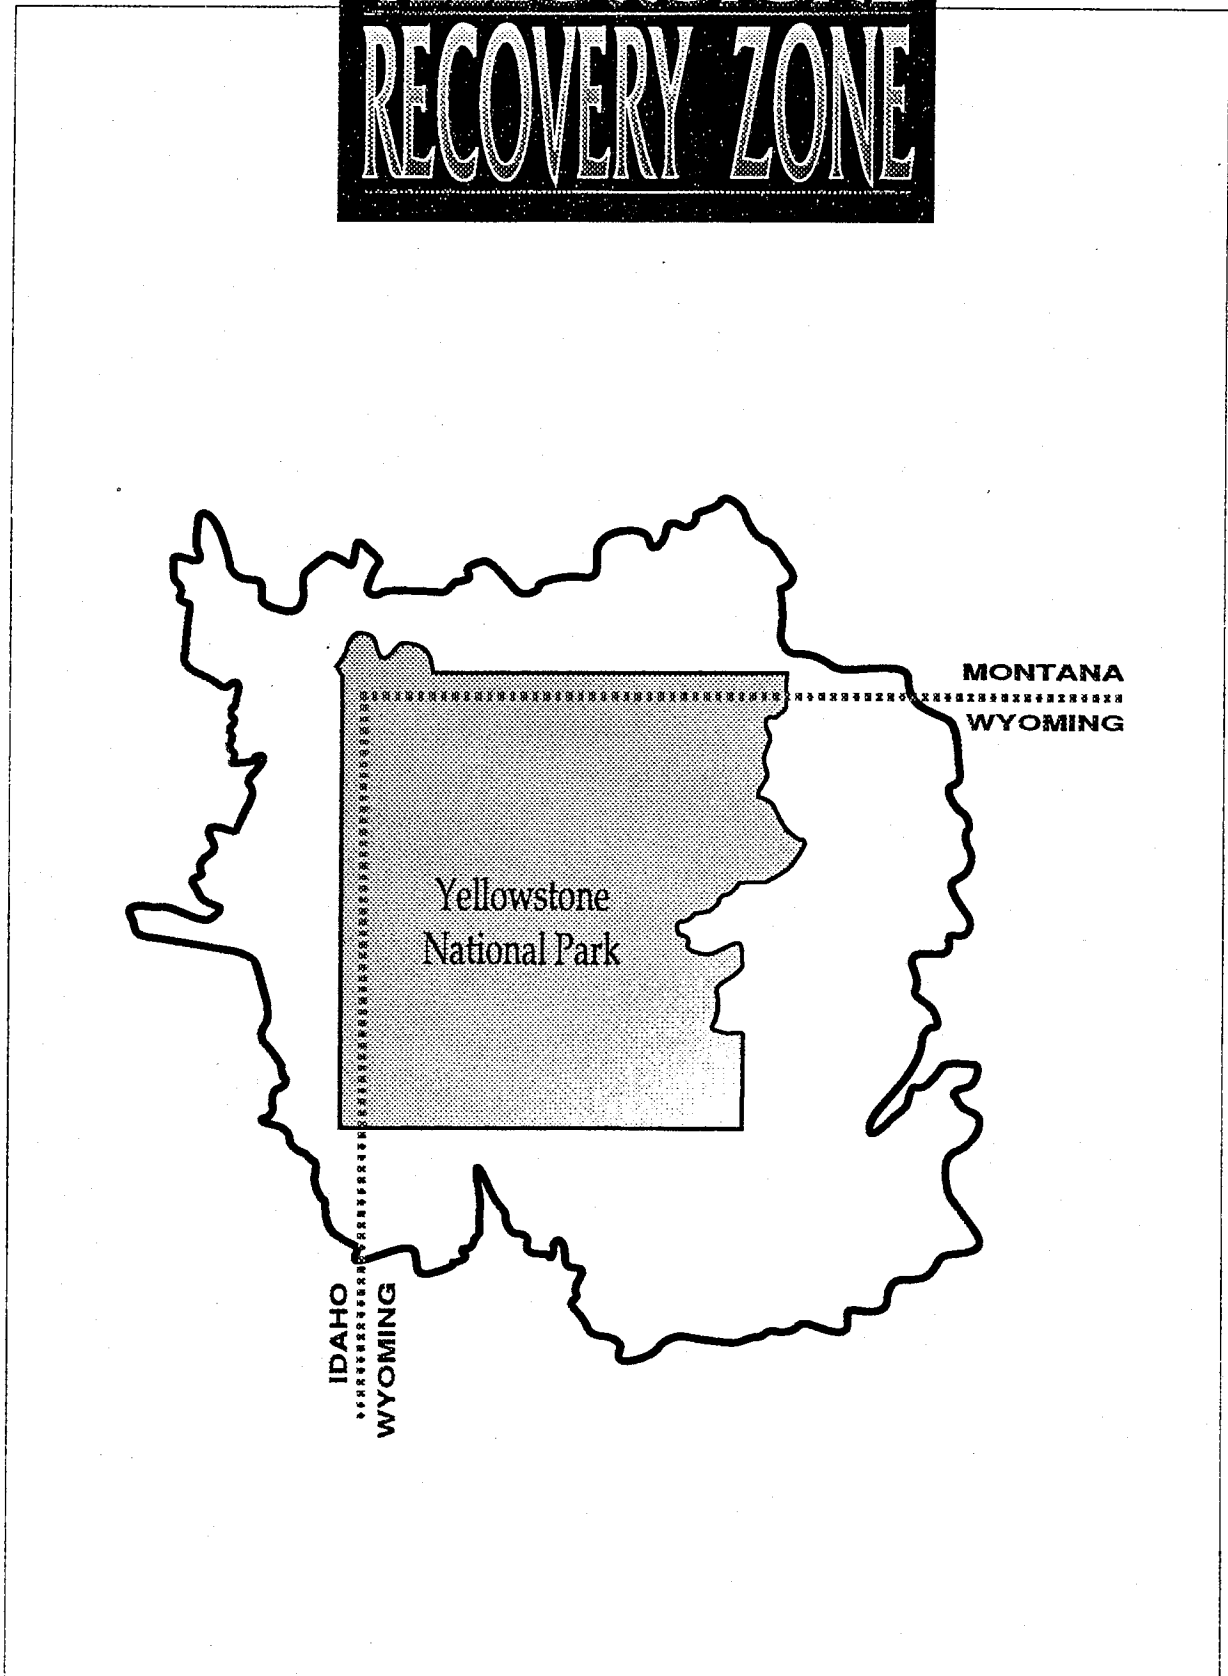 RECOVERY ZONE
MONTANA
WYOMING
Yellowstone
National Park
IDAHO
WYOMING